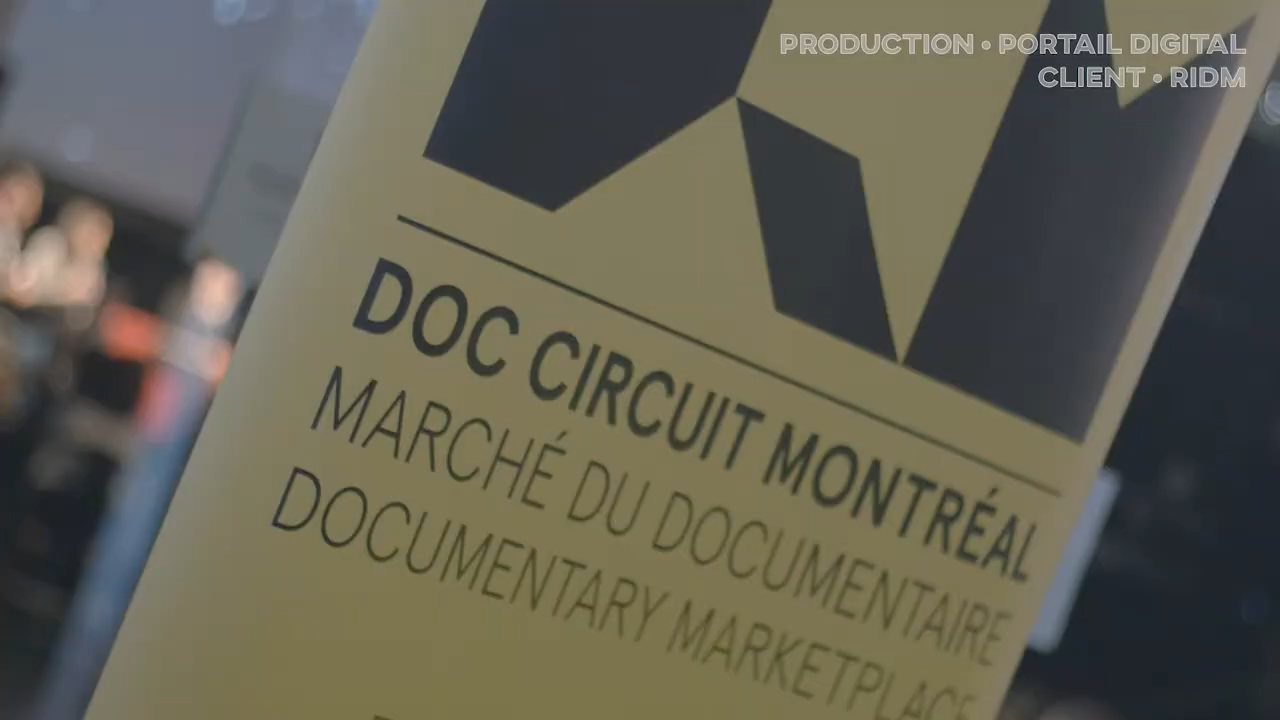 PRODUCTION • PORTAIL DIGITAL
CLIENT • RIDM
DOC CIRCUIT MONTRÉAL
MARCHÉ DU DOCUMENTAIRE
DOCUMENTARY MARKETPLACE